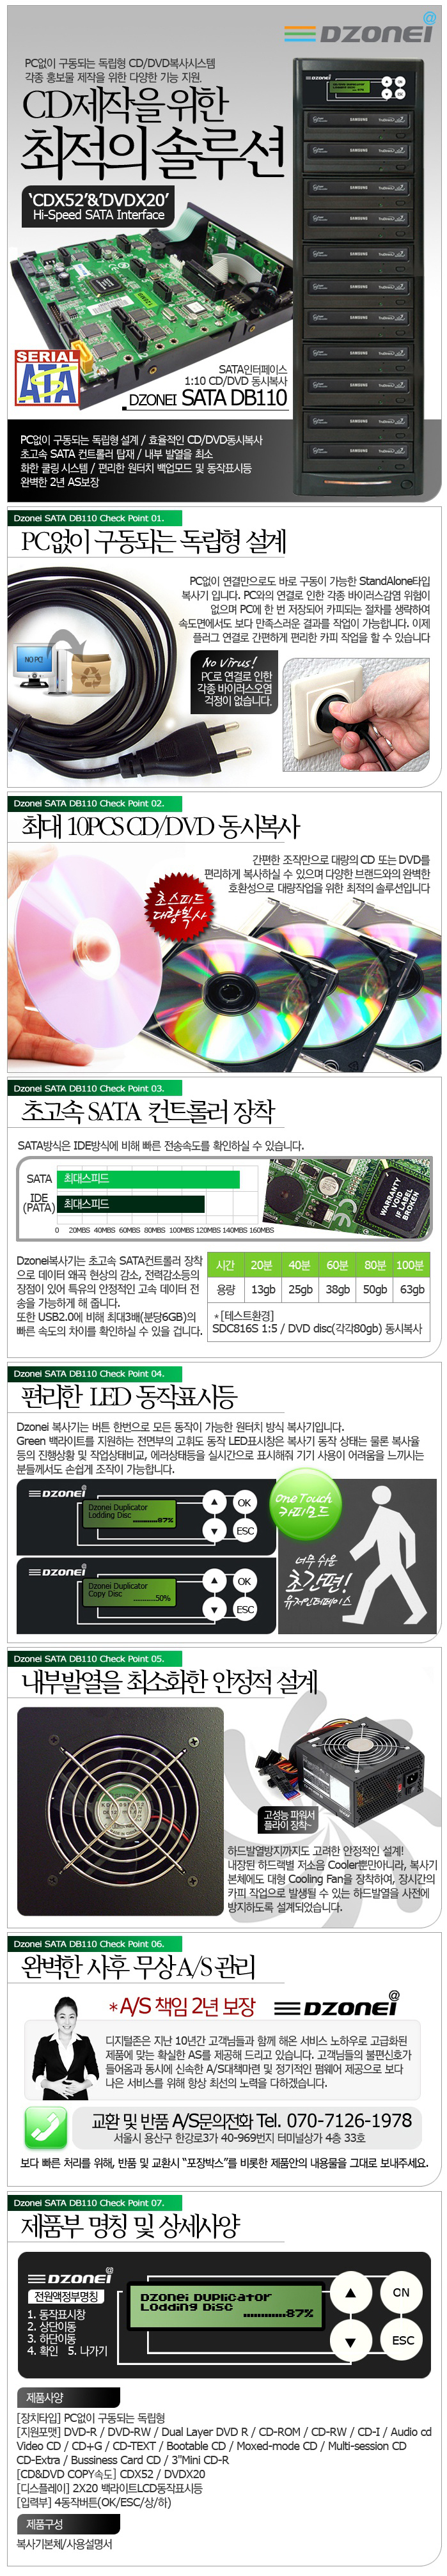 DZONEi@
PC없이 구동되는 독립형 CD/DVD복사시스템
각종 홍보물 제작을 위한 다양한 기능 지원.
CD제작을 위한
최적의 솔루션
'CDX52'&'DVDX20'
Hi-Speed SATA Interface
SERIAL
ATA
SATA인터페이스
1:10 CD/DVD 동시복사
DZONEI SATA DB110
PC없이 구동되는 독립형 설계 / 효율적인 CD/DVD동시복사
초고속 SATA 컨트롤러 탑재 / 내부 발열을 최소
화한 쿨링 시스템 / 편리한 원터치 백업모드 및 동작표시등
완벽한 2년 AS보장
Dzonei SATA DB110 Check Point 01.
PC없이 구동되는 독립형 설계
PC없이 연결만으로도 바로 구동이 가능한 StandAlone타입
복사기 입니다. PC와의 연결로 인한 각종 바이러스감염 위험이
없으며 PC에 한 번 저장되어 카피되는 절차를 생략하여
속도면에서도 보다 만족스러운 결과를 작업이 가능합니다. 이제
플러그 연결로 간편하게 편리한 카피 작업을 할 수 있습니다
NO PC!
No Virus!
PC로 연결로 인한
각종 바이러스오염
걱정이 없습니다.
Dzonei SATA DB110 Check Point 02.
최대 10PCS CD/DVD 동시복사
간편한 조작만으로 대량의 CD 또는 DVD를
편리하게 복사하실 수 있으며 다양한 브랜드와의 완벽한
호환성으로 대량작업을 위한 최적의 솔루션입니다
초스피드
대량복사
Dzonei SATA DB110 Check Point 03.
초고속 SATA 컨트롤러 장착
SATA방식은 IDE방식에 비해 빠른 전송속도를 확인하실 수 있습니다.
SATA 최대스피드
IDE
(PATA) 최대스피드
0 20MBS 40MBS 60MBS 80MBS 100MBS 120MBS 140MBS 160MBS
WARRANTY
VOID
IF LABEL
BROKEN
Dzonei복사기는 초고속 SATA컨트롤러 장착
으로 데이터 왜곡 현상의 감소, 전력감소등의
장점이 있어 특유의 안정적인 고속 데이터 전
송을 가능하게 해 줍니다.
또한 USB2.0에 비해 최대3배(분당6GB)의
빠른 속도의 차이를 확인하실 수 있을 겁니다.
시간 20분 40분 60분 80분 100분
용량 13gb 25gb 38gb 50gb 63gb
*[테스트환경]
SDC816S 1:5 / DVD disc(각각80gb) 동시복사
Dzonei SATA DB110 Check Point 04.
편리한 LED 동작표시등
Dzonei 복사기는 버튼 한번으로 모든 동작이 가능한 원터치 방식 복사기입니다.
Green 백라이트를 지원하는 전면부의 고휘도 동작 LED표시창은 복사기 동작 상태는 물론 복사율
등의 진행상황 및 작업상태비교, 에러상태등을 실시간으로 표시해줘 기기 사용이 어려움을 느끼시는
분들께서도 손쉽게 조작이 가능합니다.
DZONEi@
Dzonei Duplicator
Lodding Disc
............87%
▲ OK
▼ ESC
DZONEi@
Dzonei Duplicator
Copy Disc
............50%
▲ OK
▼ ESC
One Touch
카피모드
너무 쉬운
초간편!
유저인터페이스
Dzonei SATA DB110 Check Point 05.
내부발열을 최소화한 안정적 설계
고성능 파워서
플라이 장착~
하드발열방지까지도 고려한 안정적인 설계!
내장된 하드랙별 저소음 Cooler뿐만아니라, 복사기
본체에도 대형 Cooling Fan을 장착하여, 장시간의
카피 작업으로 발생될 수 있는 하드발열을 사전에
방지하도록 설계되었습니다.
Dzonei SATA DB110 Check Point 06.
완벽한 사후 무상 A/S 관리
*A/S 책임 2년 보장 DZONEi@
디지털존은 지난 10년간 고객님들과 함께 해온 서비스 노하우로 고급화된
제품에 맞는 확실한 AS를 제공해 드리고 있습니다. 고객님들의 불편신호가
들어옴과 동시에 신속한 A/S대책마련 및 정기적인 펌웨어 제공으로 보다
나은 서비스를 위해 항상 최선의 노력을 다하겠습니다.
교환 및 반품 A/S문의전화 Tel. 070-7126-1978
서울시 용산구 한강로3가 40-969번지 터미널상가 4층 33호
보다 빠른 처리를 위해, 반품 및 교환시 "포장박스"를 비롯한 제품안의 내용물을 그대로 보내주세요.
Dzonei SATA DB110 Check Point 07.
제품부 명칭 및 상세사양
DZONEi@
전원액정부명칭
1. 동작표시창
2. 상단이동
3. 하단이동
4. 확인 5. 나가기
Dzonei Duplicator
Lodding Disc
............87%
▲ ON
▼ ESC
제품사양
[장치타입] PC없이 구동되는 독립형
[지원포맷] DVD-R / DVD-RW / Dual Layer DVD R / CD-ROM / CD-RW / CD-I / Audio cd
Video CD / CD+G / CD-TEXT / Bootable CD / Moxed-mode CD / Multi-session CD
CD-Extra / Bussiness Card CD / 3"Mini CD-R
[CD&DVD COPY속도] CDX52 / DVDX20
[디스플레이] 2X20 백라이트LCD동작표시등
[입력부] 4동작버튼(OK/ESC/상/하)
제품구성
복사기본체/사용설명서